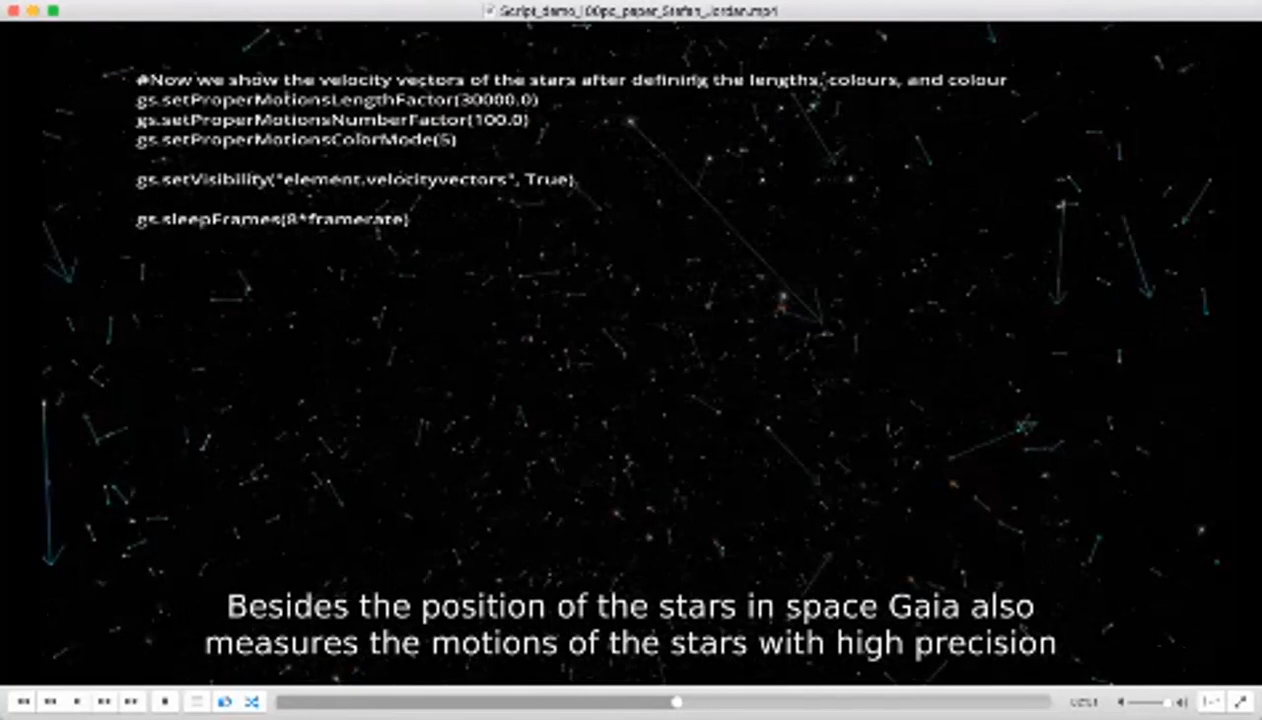 Script_demo_100pc_paper_Stefan_Jordan.mp4
#Now we show the velocity vectors of the stars after defining the lengths, colours, and colour
gs.setProperMotionsLengthFactor(30000.0)
gs.setProperMotionsNumberFactor(100.0)
gs.setProperMotionsColorMode(5)
gs.setVisibility("element.velocityvectors", True)
gs.sleepFrames(8*framerate)
Besides the position of the stars in space Gaia also
measures the motions of the stars with high precision